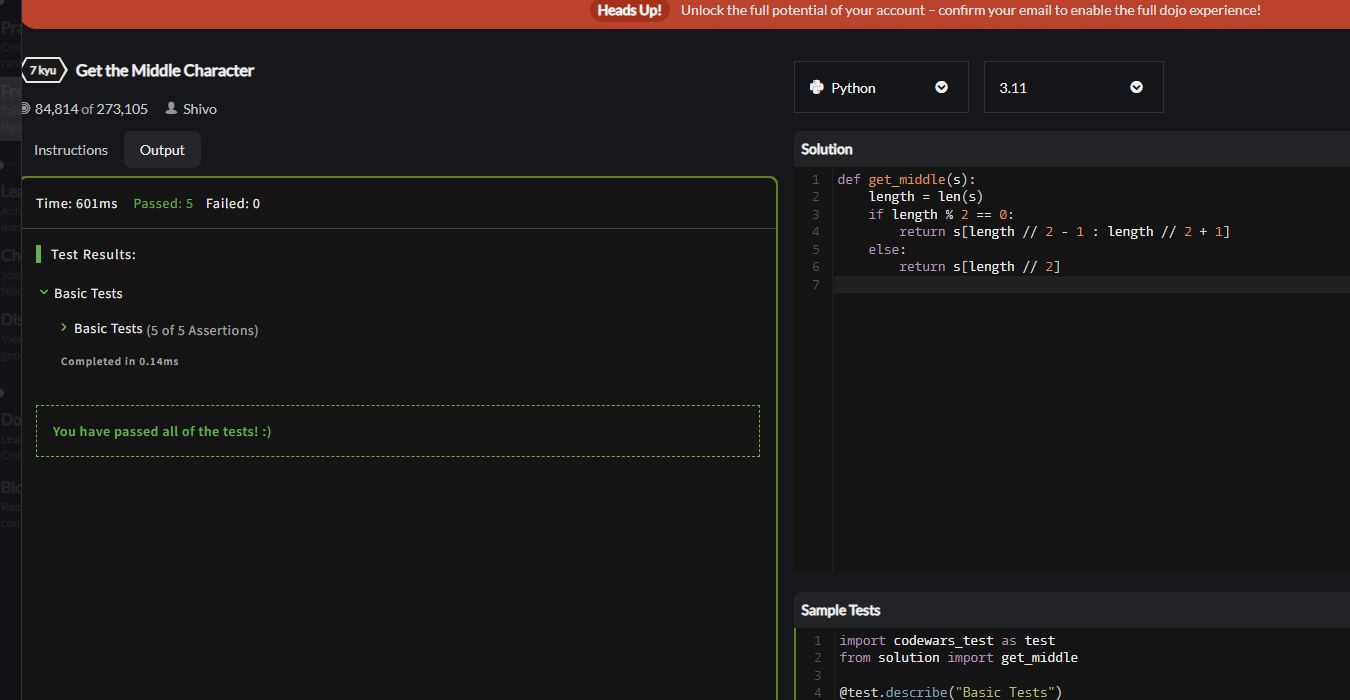 Heads Up! Unlock the full potential of your account – confirm your email to enable the full dojo experience!
7 kyu Get the Middle Character
84,814 of 273,105 Shivo
Instructions Output
Time: 601ms Passed: 5 Failed: 0
Test Results:
Basic Tests
Basic Tests (5 of 5 Assertions)
Completed in 0.14ms
You have passed all of the tests! :)
Python 3.11
Solution
1 def get_middle(s):
2     length = len(s)
3     if length % 2 == 0:
4         return s[length // 2 - 1 : length // 2 + 1]
5     else:
6         return s[length // 2]
7
Sample Tests
1 import codewars_test as test
2 from solution import get_middle
3
4 @test.describe("Basic Tests")